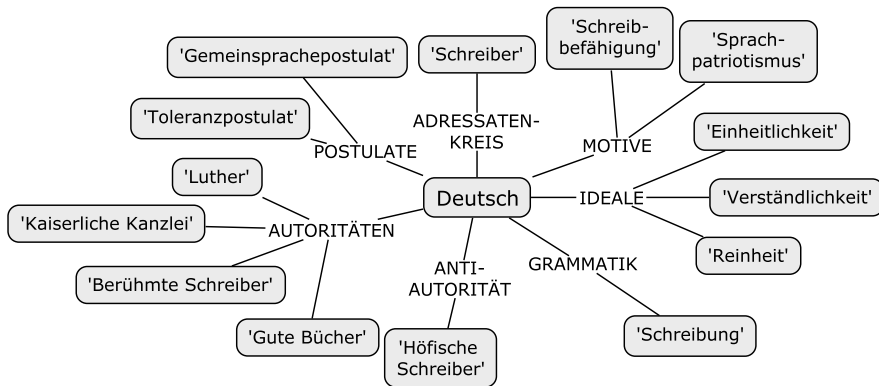 'Schreib-
befähigung'
'Sprach-
patriotismus'
'Gemeinsprachepostulat'
'Schreiber'
'Toleranzpostulat'
ADRESSATEN-
KREIS
'Einheitlichkeit'
POSTULATE
MOTIVE
'Luther'
Deutsch
IDEALE
'Verständlichkeit'
'Kaiserliche Kanzlei'
AUTORITÄTEN
'Reinheit'
ANTI-
AUTORITÄT
GRAMMATIK
'Berühmte Schreiber'
'Gute Bücher'
'Höfische
Schreiber'
'Schreibung'